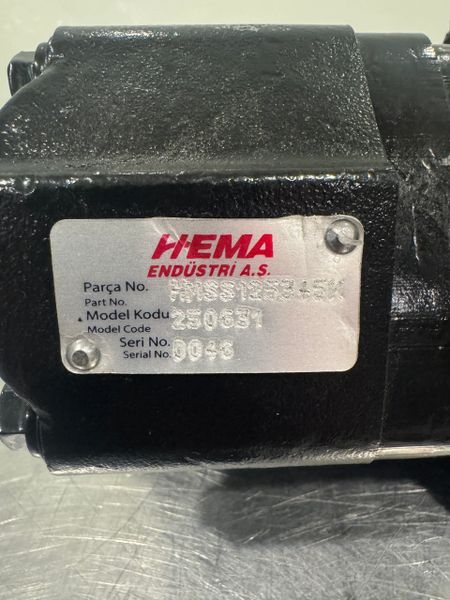 HEMA
ENDÜSTRİ A.S.
Parça No.
Part No.
Model Kodu 250631
Model Code
Seri No. 0046
Serial No.